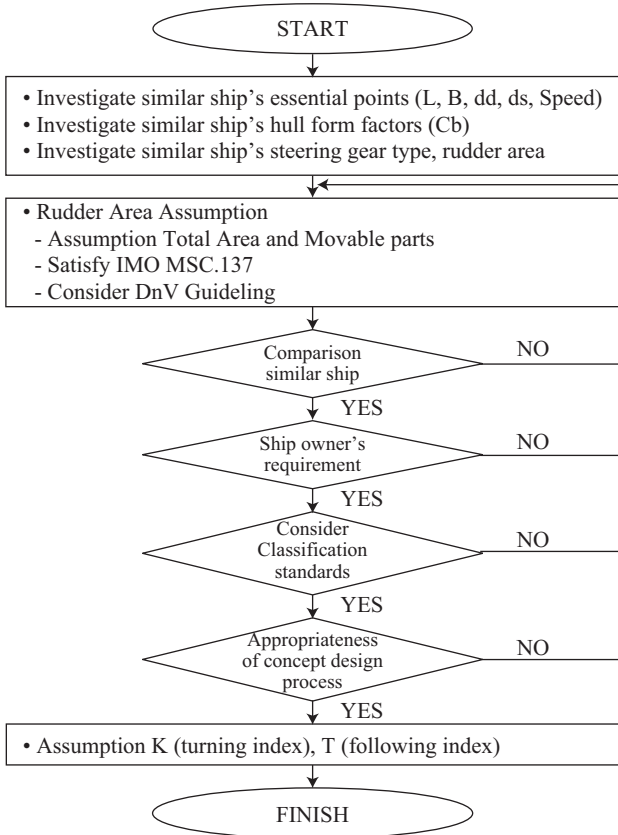 START
• Investigate similar ship's essential points (L, B, dd, ds, Speed)
• Investigate similar ship's hull form factors (Cb)
• Investigate similar ship's steering gear type, rudder area
• Rudder Area Assumption
- Assumption Total Area and Movable parts
- Satisfy IMO MSC.137
- Consider DnV Guideling
Comparison
similar ship
NO
YES
Ship owner's
requirement
NO
YES
Consider
Classification
standards
NO
YES
Appropriateness
of concept design
process
NO
YES
• Assumption K (turning index), T (following index)
FINISH